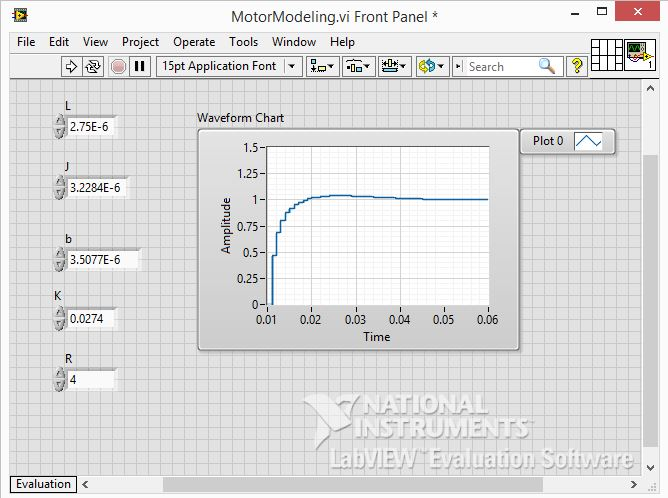 MotorModeling.vi Front Panel *
File Edit View Project Operate Tools Window Help
15pt Application Font Search ? 1
L
2.75E-6
J
3.2284E-6
b
3.5077E-6
K
0.0274
R
4
Waveform Chart
Plot 0
Amplitude
1.5
1.25
1
0.75
0.5
0.25
0
0.01 0.02 0.03 0.04 0.05 0.06
Time
NATIONAL
INSTRUMENTS™
LabVIEW™ Evaluation Software
Evaluation